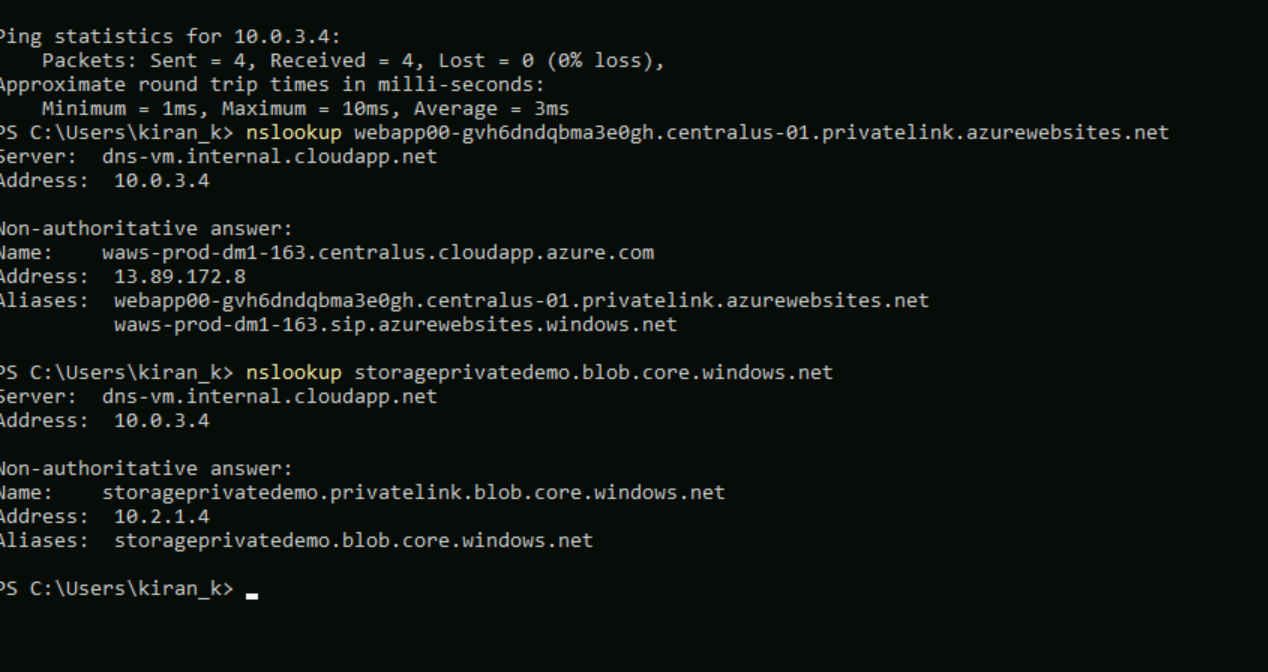 Ping statistics for 10.0.3.4:
Packets: Sent = 4, Received = 4, Lost = 0 (0% loss),
Approximate round trip times in milli-seconds:
Minimum = 1ms, Maximum = 10ms, Average = 3ms
PS C:\Users\kiran_k> nslookup webapp00-gvh6dndqbma3e0gh.centralus-01.privatelink.azurewebsites.net
Server: dns-vm.internal.cloudapp.net
Address: 10.0.3.4
Non-authoritative answer:
Name: waws-prod-dm1-163.centralus.cloudapp.azure.com
Address: 13.89.172.8
Aliases: webapp00-gvh6dndqbma3e0gh.centralus-01.privatelink.azurewebsites.net
waws-prod-dm1-163.sip.azurewebsites.windows.net
PS C:\Users\kiran_k> nslookup storageprivatedemo.blob.core.windows.net
Server: dns-vm.internal.cloudapp.net
Address: 10.0.3.4
Non-authoritative answer:
Name: storageprivatedemo.privatelink.blob.core.windows.net
Address: 10.2.1.4
Aliases: storageprivatedemo.blob.core.windows.net
PS C:\Users\kiran_k>